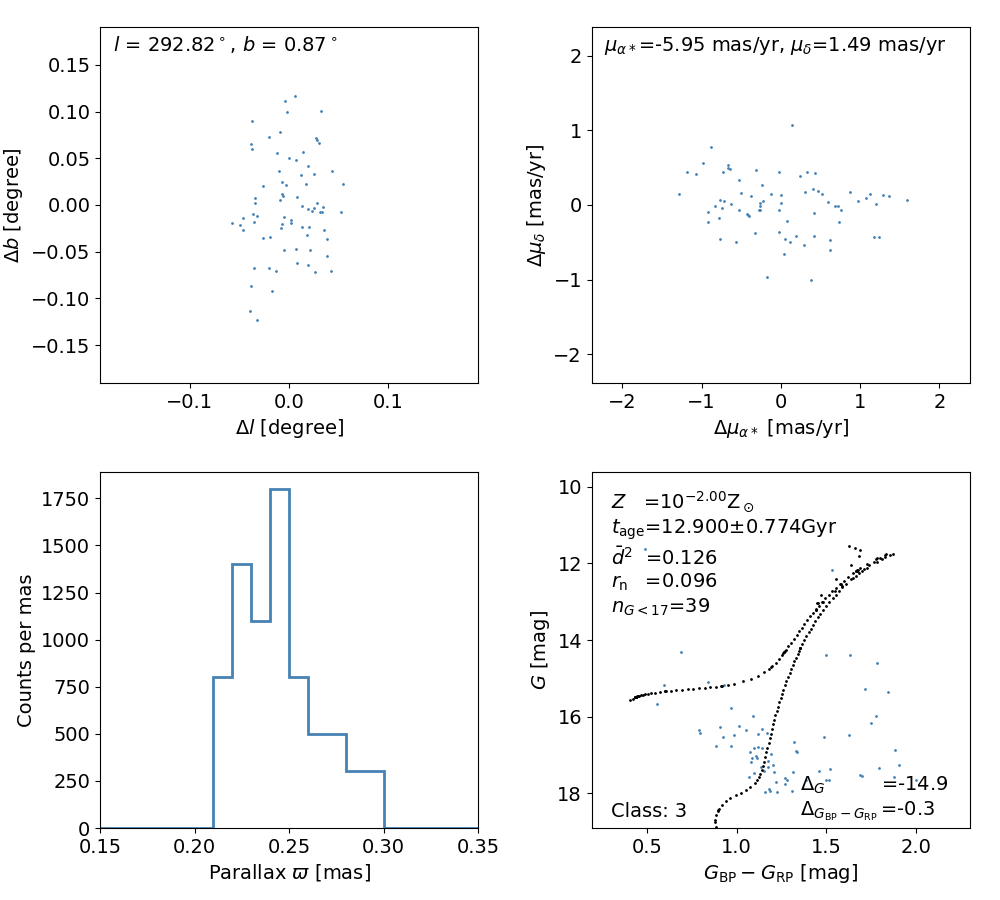 l = 292.82°, b = 0.87°
0.15
0.10
0.05
0.00
−0.05
−0.10
−0.15
Δb [degree]
−0.1
0.0
0.1
Δl [degree]
μα*=-5.95 mas/yr, μδ=1.49 mas/yr
2
1
0
−1
−2
Δμδ [mas/yr]
−2
−1
0
1
2
Δμα* [mas/yr]
1750
1500
1250
1000
750
500
250
0
Counts per mas
0.15
0.20
0.25
0.30
0.35
Parallax ϖ [mas]
Z =10^−2.00Z⊙
tage=12.900±0.774Gyr
d̄² =0.126
rn =0.096
nG<17=39
10
12
14
16
18
G [mag]
ΔG =-14.9
Class: 3
ΔGBP−GRP=-0.3
0.5
1.0
1.5
2.0
GBP − GRP [mag]